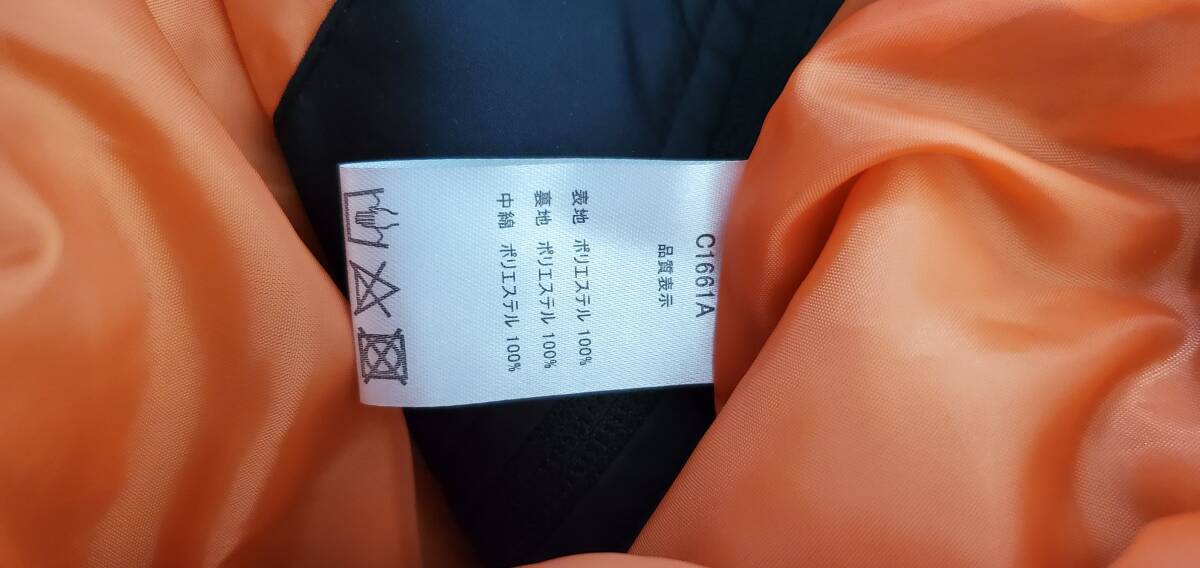 C1661A
品質表示
表地 ポリエステル 100%
裏地 ポリエステル 100%
中綿 ポリエステル 100%